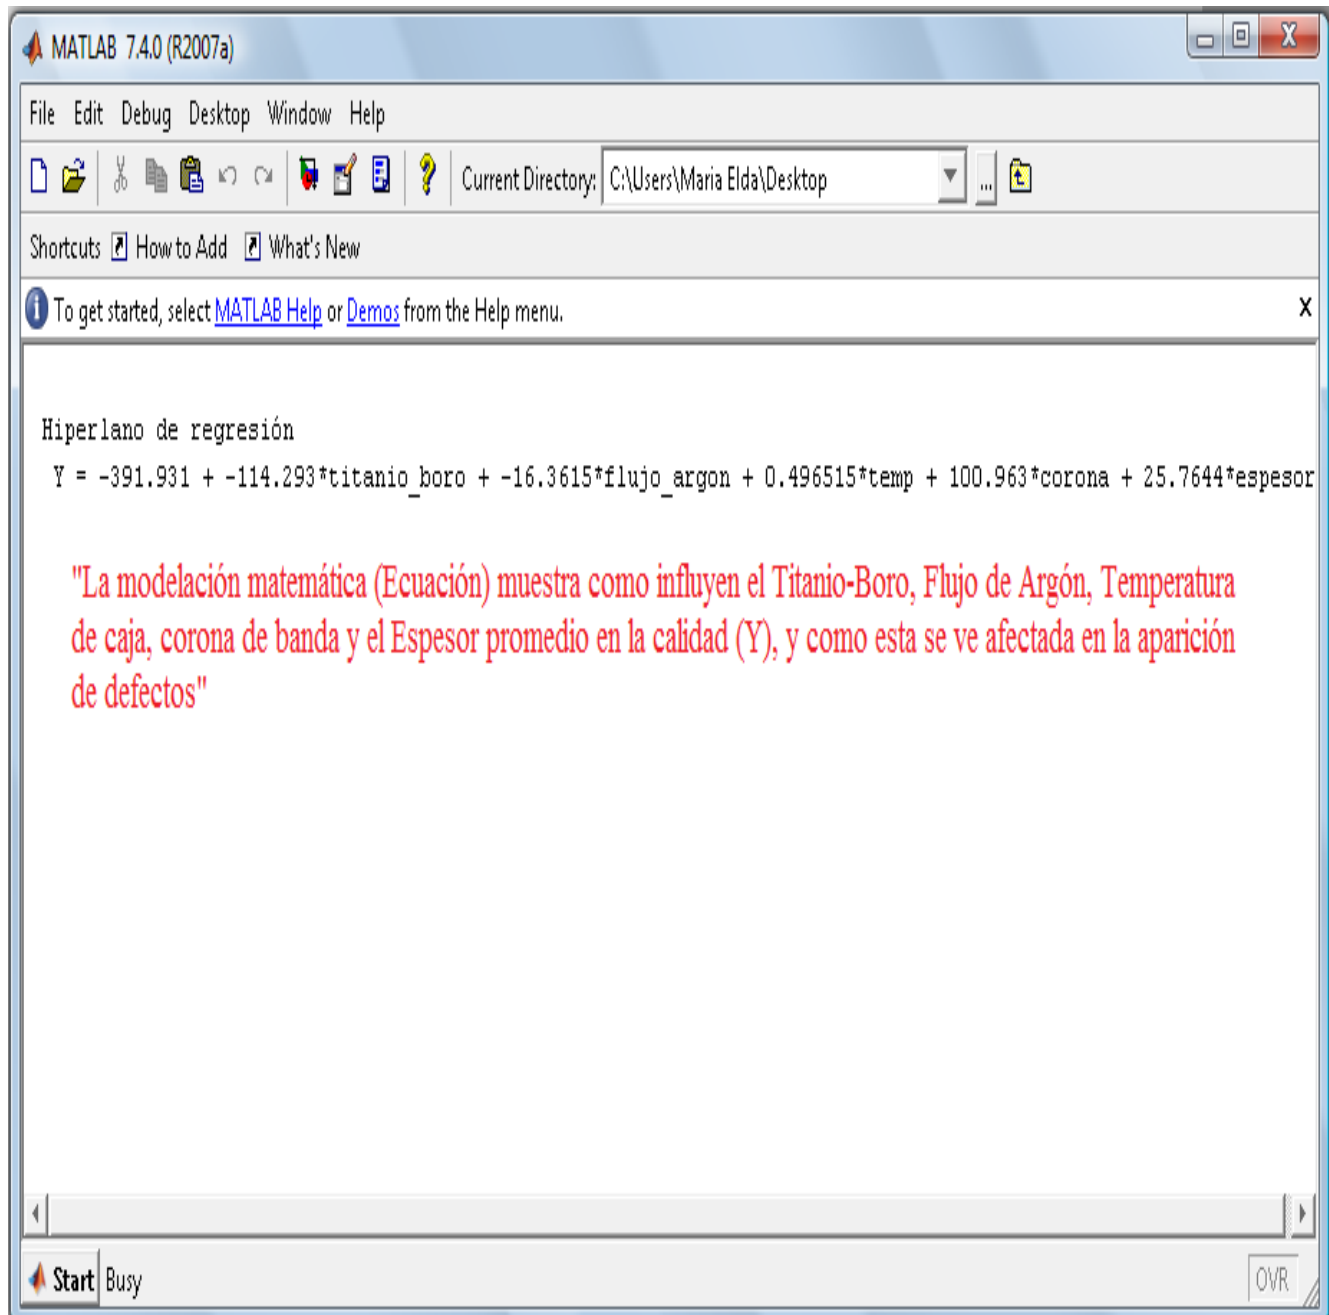 MATLAB 7.4.0 (R2007a)
File Edit Debug Desktop Window Help
Current Directory: C:\Users\Maria Elda\Desktop ...
Shortcuts How to Add What's New
To get started, select MATLAB Help or Demos from the Help menu. X
Hiperlano de regresión
Y = -391.931 + -114.293*titanio_boro + -16.3615*flujo_argon + 0.496515*temp + 100.963*corona + 25.7644*espesor
"La modelación matemática (Ecuación) muestra como influyen el Titanio-Boro, Flujo de Argón, Temperatura
de caja, corona de banda y el Espesor promedio en la calidad (Y), y como esta se ve afectada en la aparición
de defectos"
Start Busy OVR